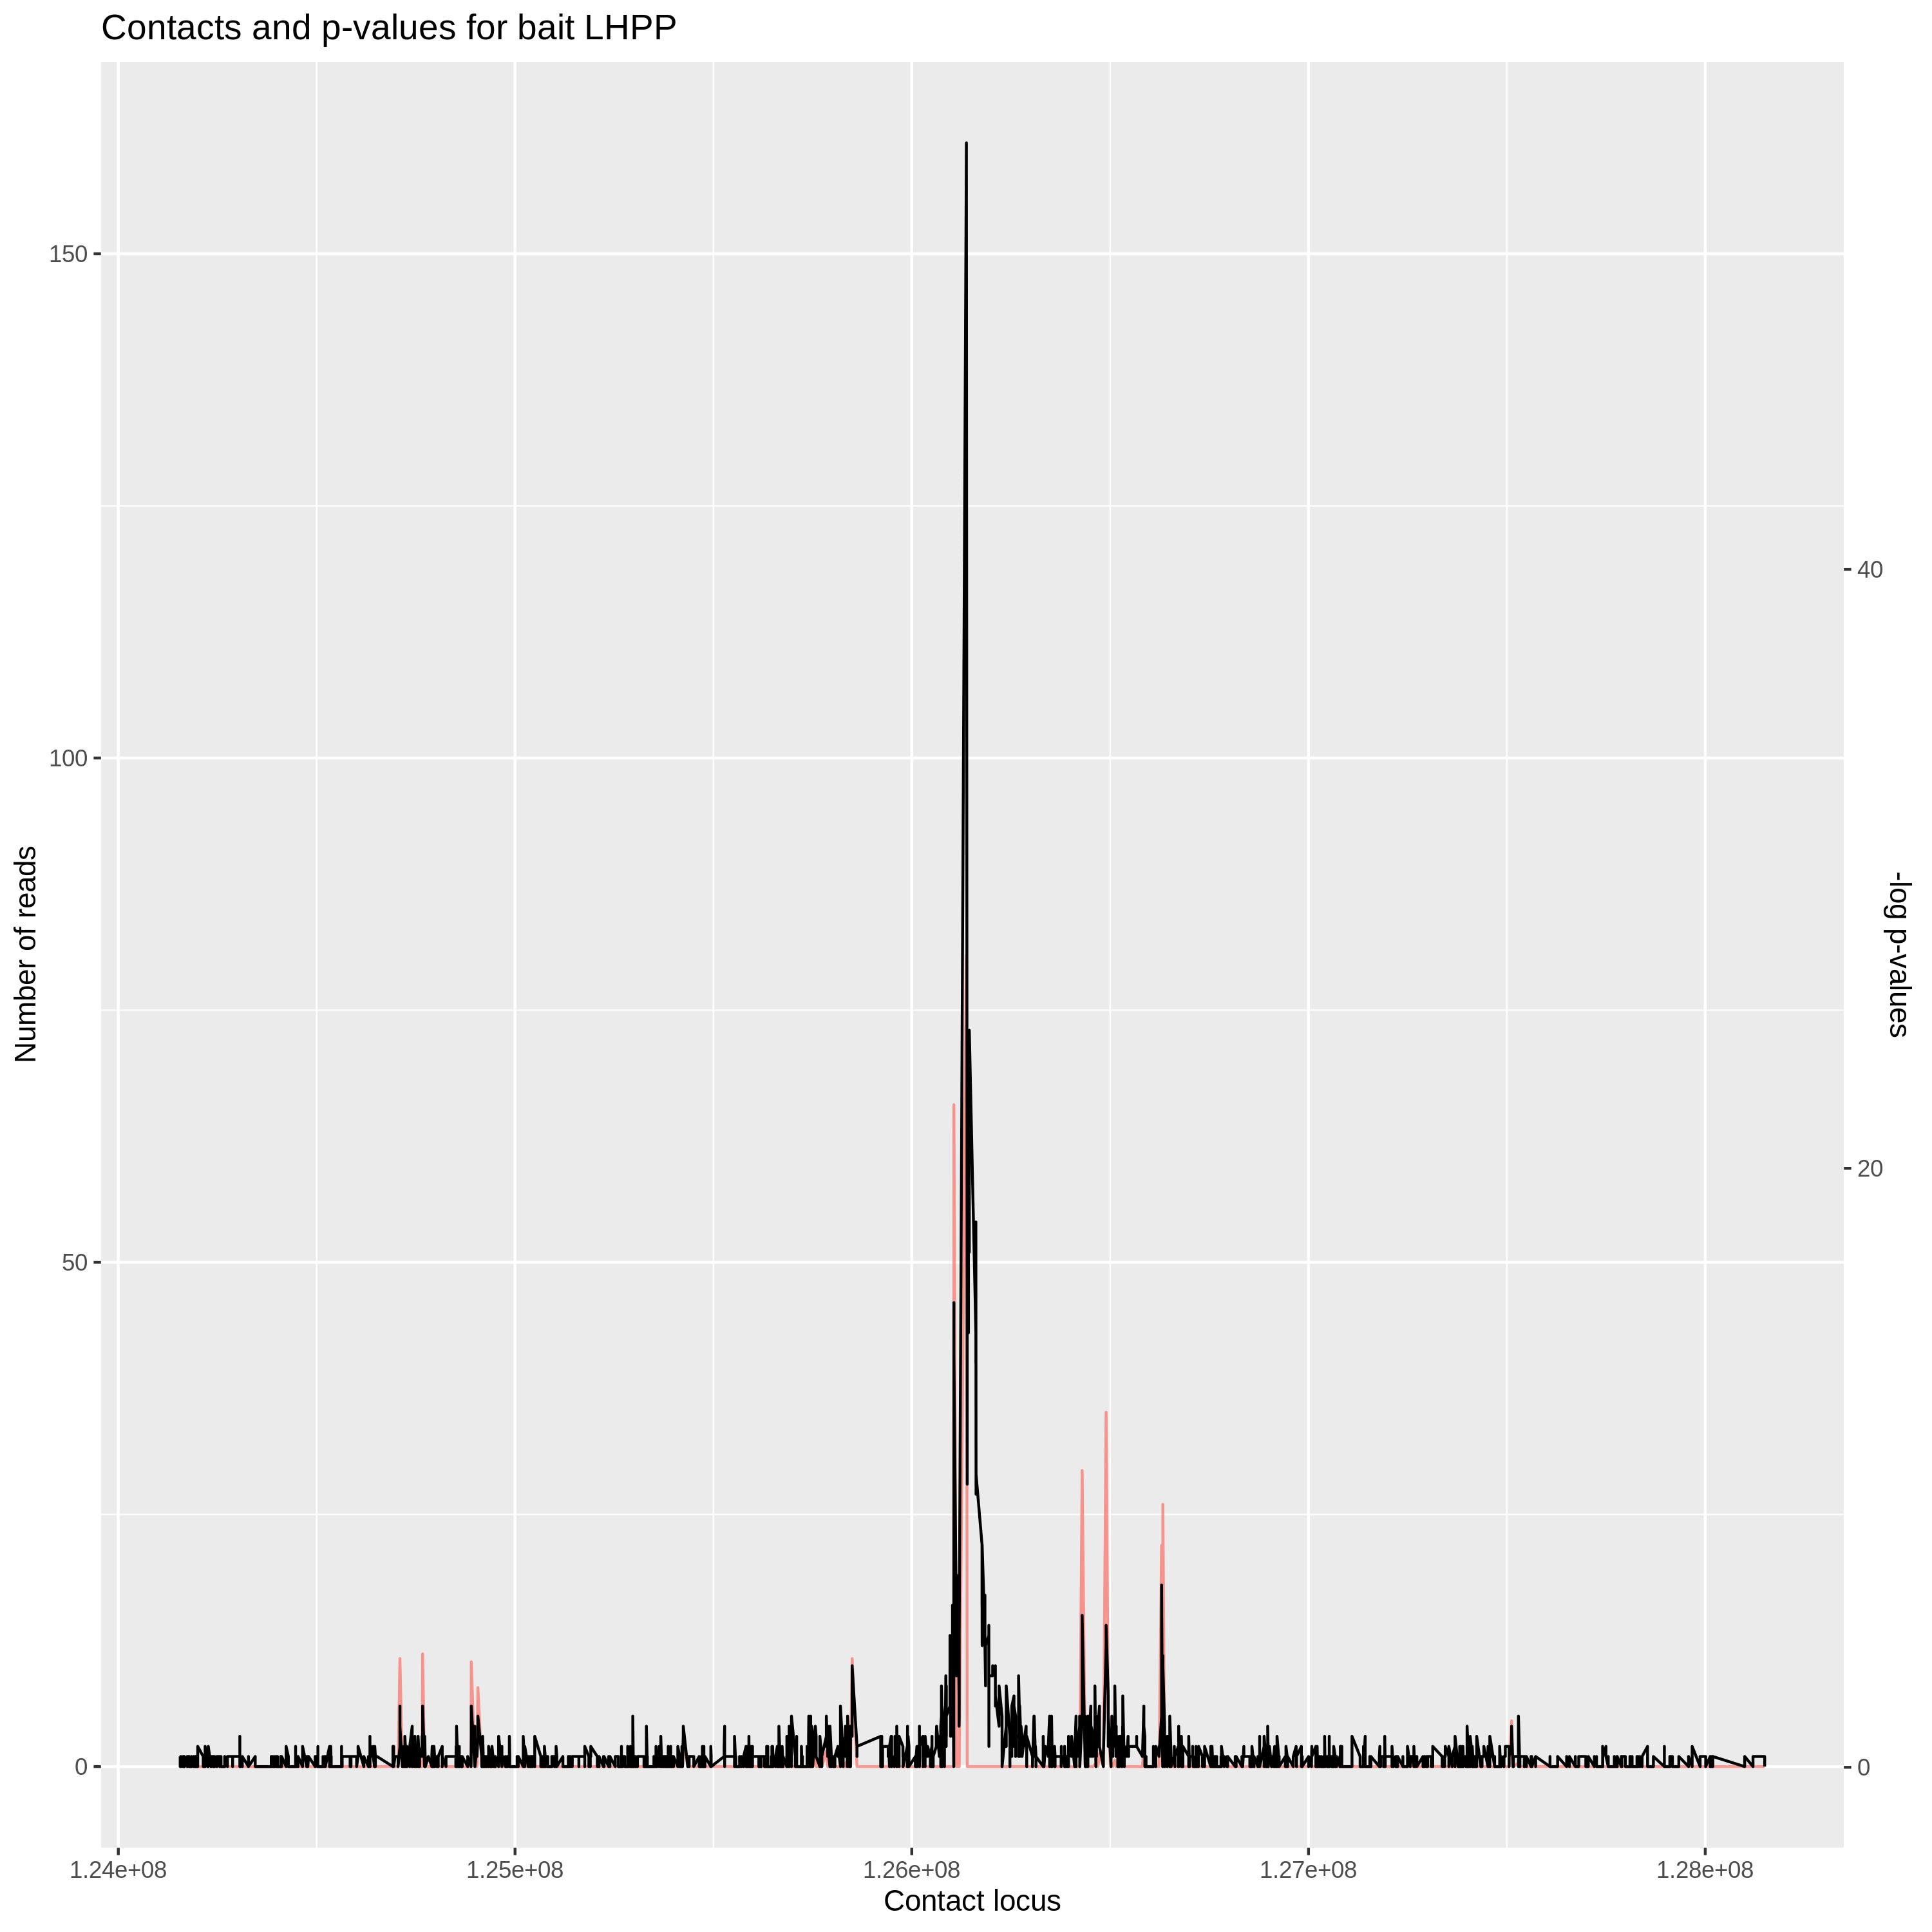 Contacts and p-values for bait LHPP
150
100
50
0
Number of reads
40
20
0
-log p-values
1.24e+08 1.25e+08 1.26e+08 1.27e+08 1.28e+08
Contact locus